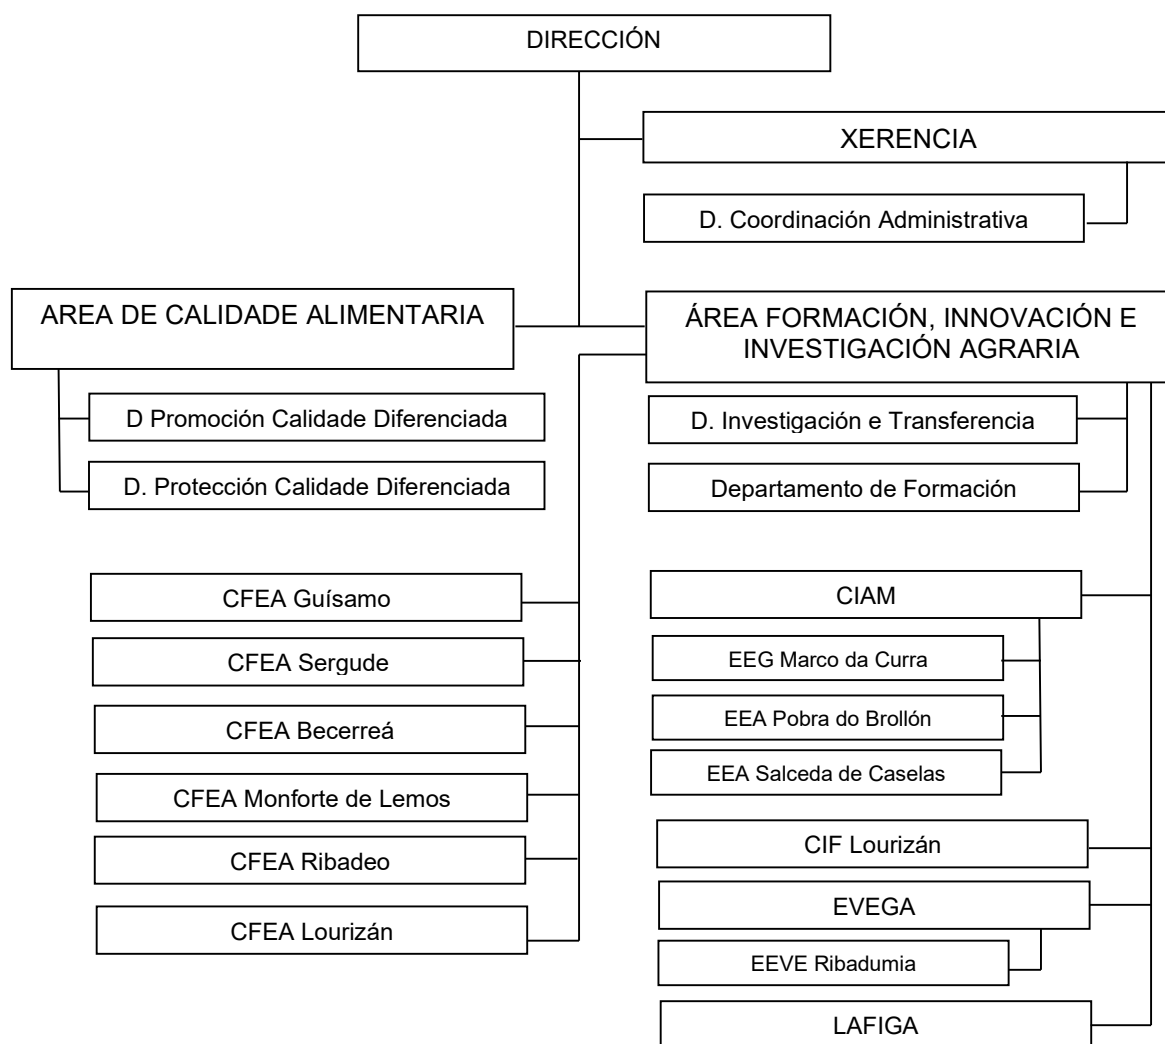 DIRECCIÓN
XERENCIA
D. Coordinación Administrativa
AREA DE CALIDADE ALIMENTARIA
ÁREA FORMACIÓN, INNOVACIÓN E
INVESTIGACIÓN AGRARIA
D Promoción Calidade Diferenciada
D. Protección Calidade Diferenciada
D. Investigación e Transferencia
Departamento de Formación
CFEA Guísamo
CFEA Sergude
CFEA Becerreá
CFEA Monforte de Lemos
CFEA Ribadeo
CFEA Lourizán
CIAM
EEG Marco da Curra
EEA Pobra do Brollón
EEA Salceda de Caselas
CIF Lourizán
EVEGA
EEVE Ribadumia
LAFIGA